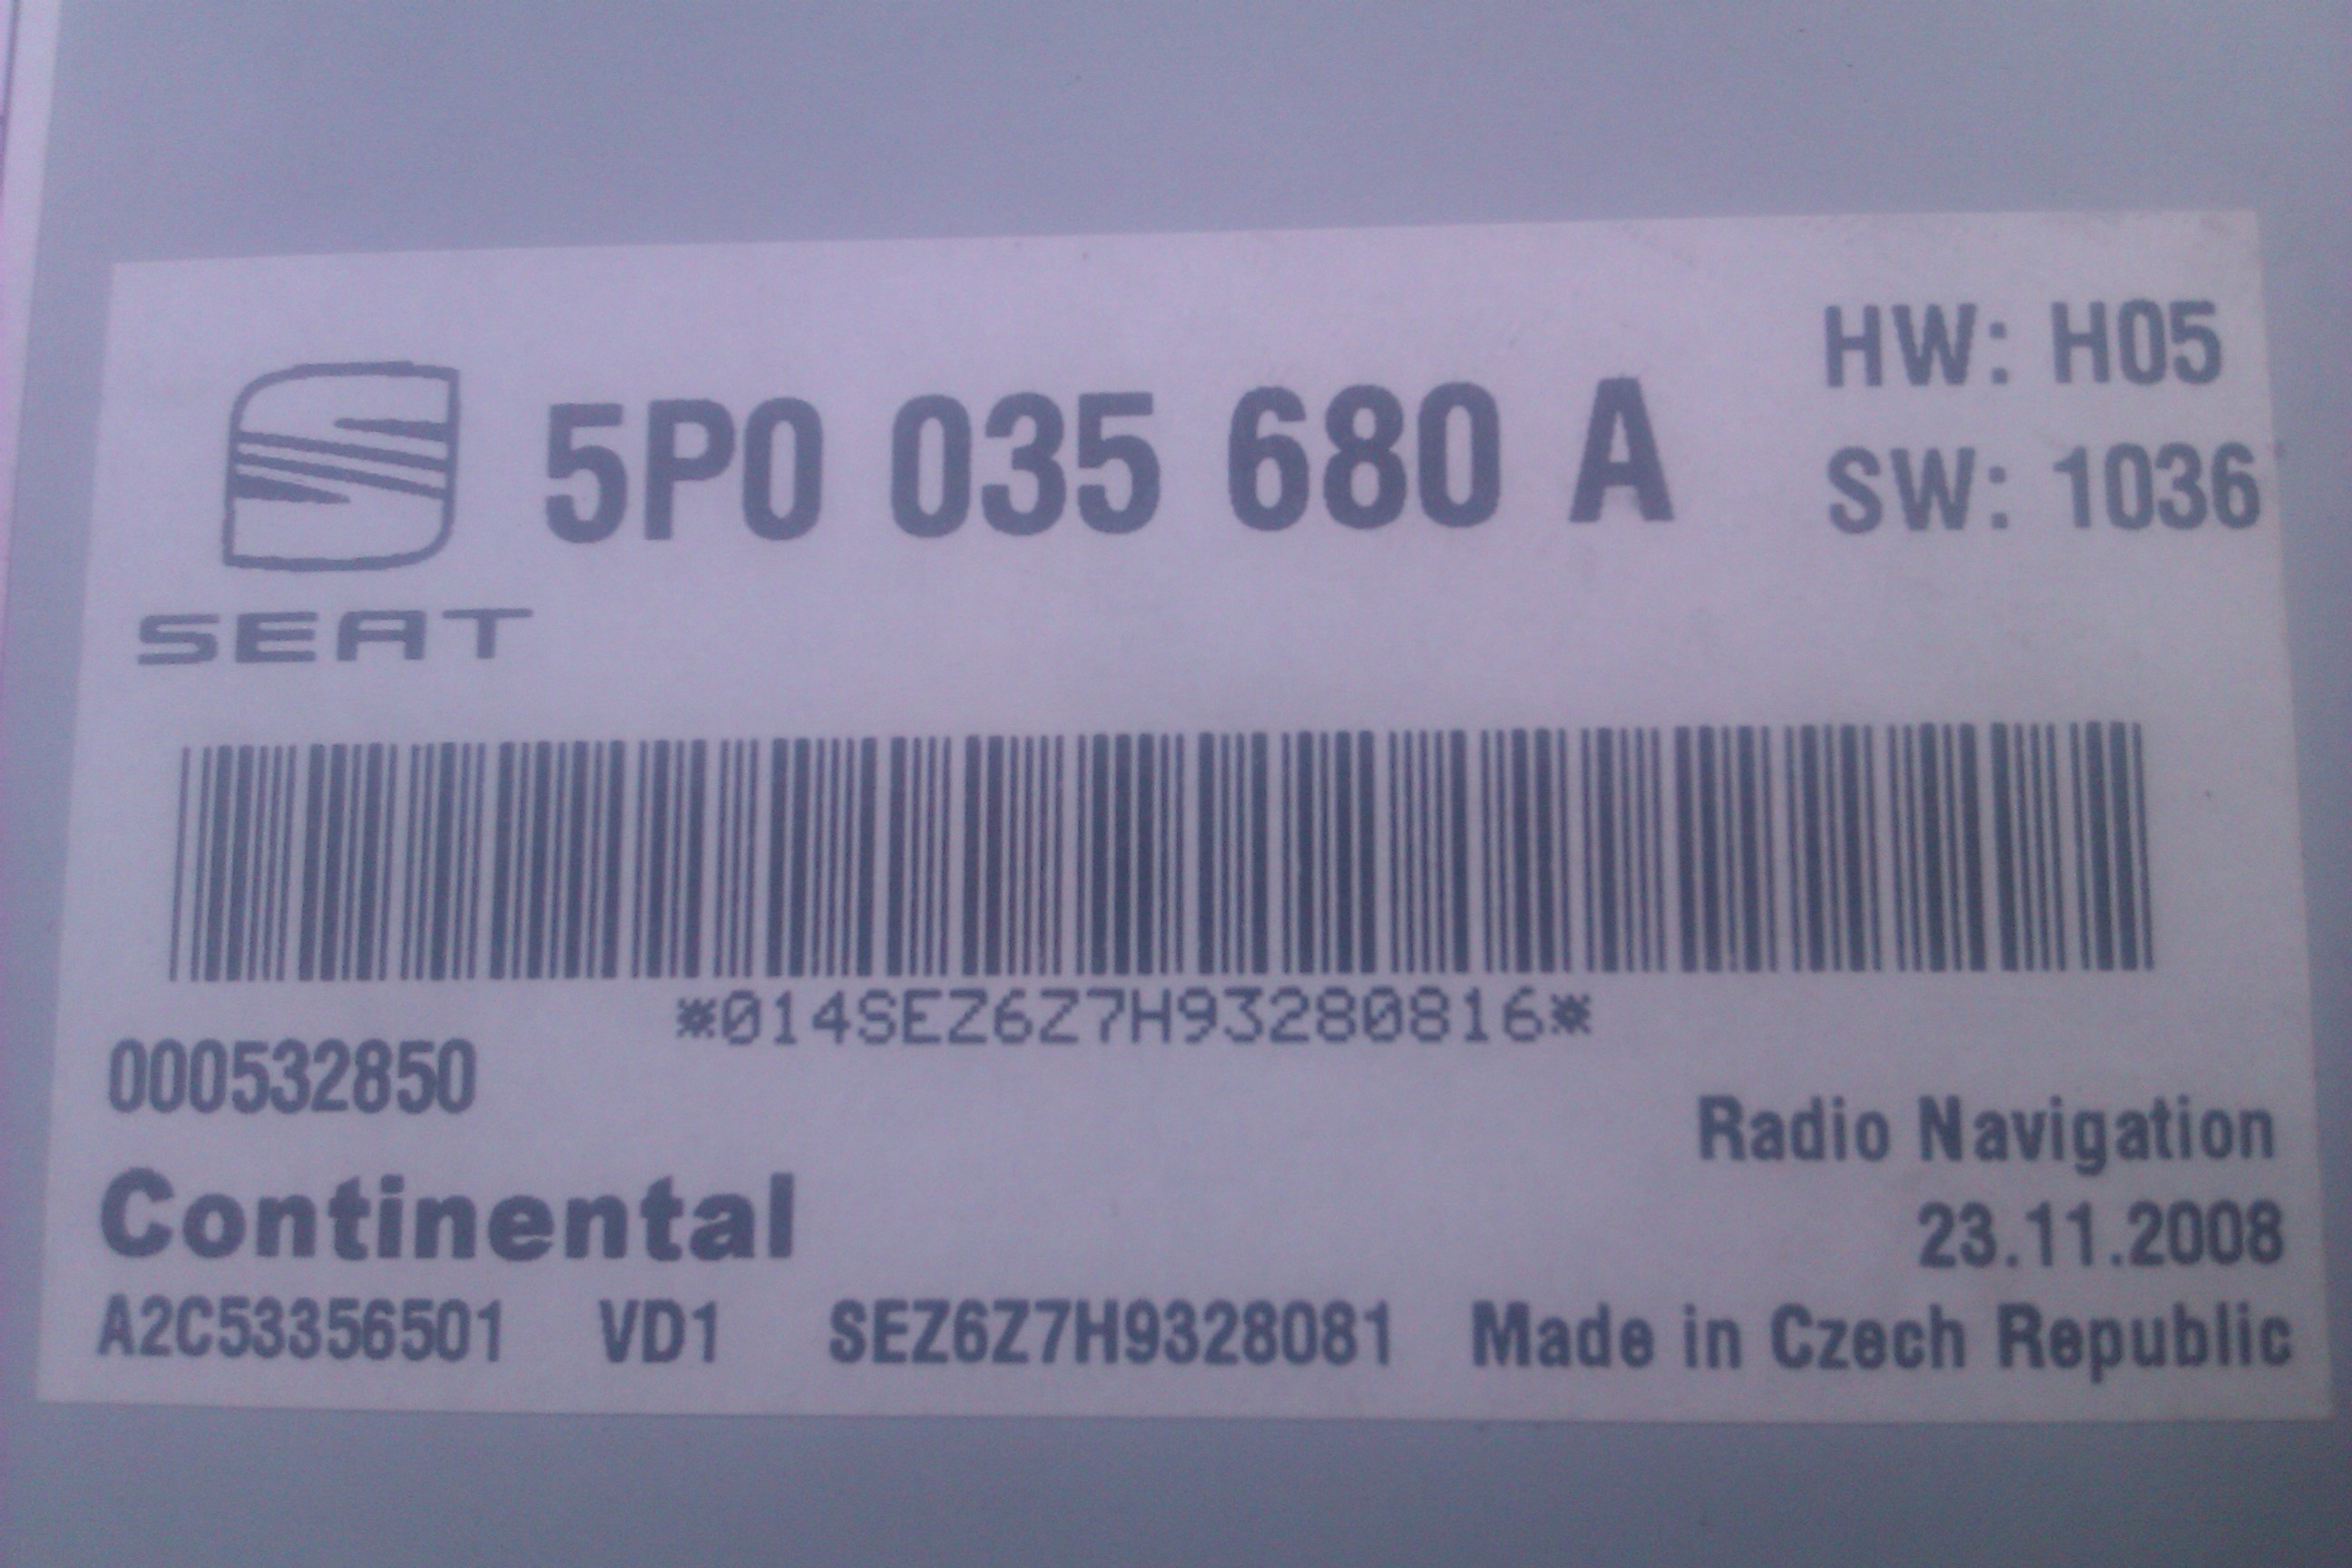 HW: H05
5P0 035 680 A
SW: 1036
SEAT
*014SEZ6Z7H93280816*
000532850
Radio Navigation
Continental
23.11.2008
A2C53356501 VD1 SEZ6Z7H9328081 Made in Czech Republic